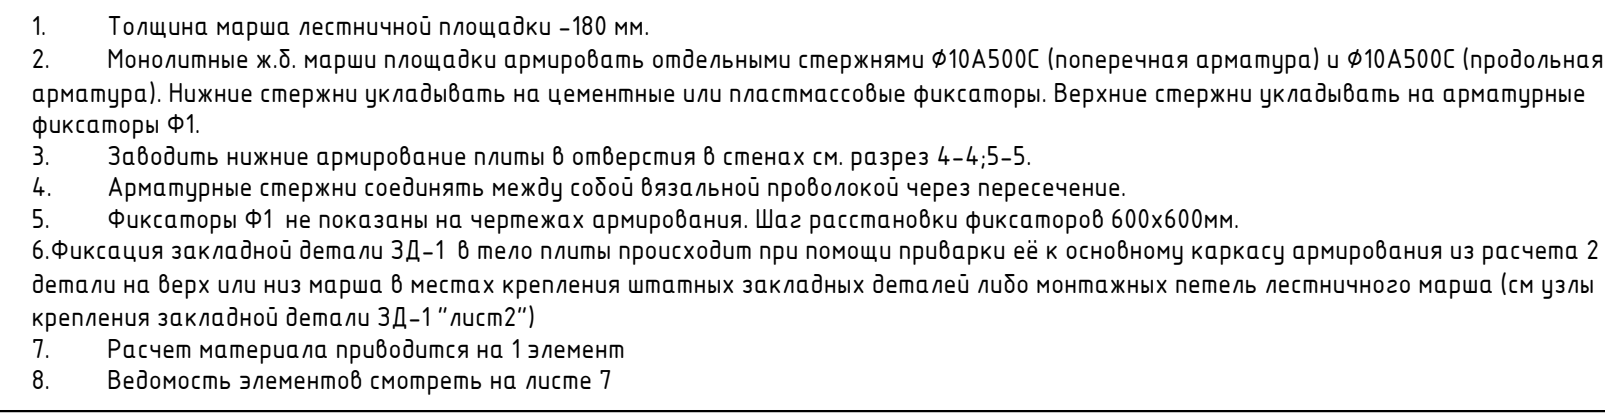 1. Толщина марша лестничной площадки -180 мм.
2. Монолитные ж.б. марши площадки армировать отдельными стержнями Ф10А500С (поперечная арматура) и Ф10А500С (продольная
арматура). Нижние стержни укладывать на цементные или пластмассовые фиксаторы. Верхние стержни укладывать на арматурные
фиксаторы Ф1.
3. Заводить нижние армирование плиты в отверстия в стенах см. разрез 4-4;5-5.
4. Арматурные стержни соединять между собой вязальной проволокой через пересечение.
5. Фиксаторы Ф1 не показаны на чертежах армирования. Шаг расстановки фиксаторов 600х600мм.
6.Фиксация закладной детали ЗД-1 в тело плиты происходит при помощи приварки её к основному каркасу армирования из расчета 2
детали на верх или низ марша в местах крепления штатных закладных деталей либо монтажных петель лестничного марша (см узлы
крепления закладной детали ЗД-1 "лист2")
7. Расчет материала приводится на 1 элемент
8. Ведомость элементов смотреть на листе 7